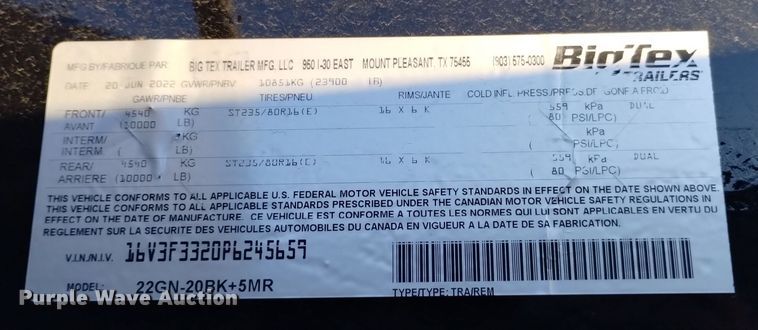 MFG BY/FABRIQUE PAR: BIG TEX TRAILER MFG. LLC 950 I-30 EAST MOUNT PLEASANT, TX 75455 (903) 575-0300
BigTex
TRAILERS
DATE: 20 JUN 2022 GVWR/PNBV: 10851KG (23900 LB)
GAWR/PNBE TIRES/PNEU RIMS/JANTE COLD INFL. PRESS/PRESS.DE GONF.A FROID
FRONT/ 4540 KG ST235/80R16(E) 16 X 6 K 559 kPa DUAL
AVANT (10000 LB) ( 80 PSI/LPC)
INTERM/ KG kPa
INTERM ( LB) ( PSI/LPC)
REAR/ 4540 KG ST235/80R16(E) 16 X 6 K 559 kPa DUAL
ARRIERE (10000 LB) ( 80 PSI/LPC)
THIS VEHICLE CONFORMS TO ALL APPLICABLE U.S. FEDERAL MOTOR VEHICLE SAFETY STANDARDS IN EFFECT ON THE DATE SHOWN ABOVE.
THIS VEHICLE CONFORMS TO ALL APPLICABLE STANDARDS PRESCRIBED UNDER THE CANADIAN MOTOR VEHICLE SAFETY REGULATIONS IN
EFFECT ON THE DATE OF MANUFACTURE. CE VEHICULE EST CONFORME A TOUTES LES NORMES QUI LUI SONT APPLICABLES EN VERTU DU
REGLEMENT SUR LA SECURITE DES VEHICULES AUTOMOBILES DU CANADA EN VIGUEUR A LA DATE DE SA FABRICATION.
V.I.N./N.I.V. 16V3F3320P6245659
MODEL: 22GN-20BK+5MR TYPE/TYPE: TRA/REM
Purple Wave Auction